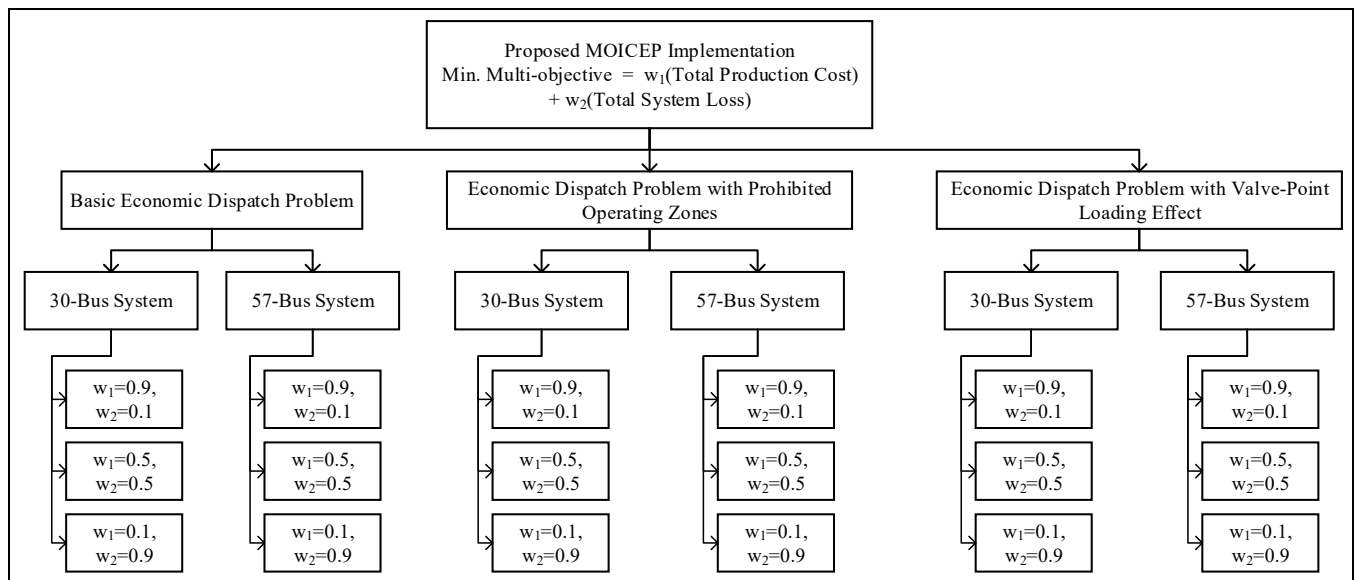 Proposed MOICEP Implementation
Min. Multi-objective = w₁(Total Production Cost)
+ w₂(Total System Loss)
Basic Economic Dispatch Problem
Economic Dispatch Problem with Prohibited
Operating Zones
Economic Dispatch Problem with Valve-Point
Loading Effect
30-Bus System
57-Bus System
30-Bus System
57-Bus System
30-Bus System
57-Bus System
w₁=0.9,
w₂=0.1
w₁=0.9,
w₂=0.1
w₁=0.9,
w₂=0.1
w₁=0.9,
w₂=0.1
w₁=0.9,
w₂=0.1
w₁=0.9,
w₂=0.1
w₁=0.5,
w₂=0.5
w₁=0.5,
w₂=0.5
w₁=0.5,
w₂=0.5
w₁=0.5,
w₂=0.5
w₁=0.5,
w₂=0.5
w₁=0.5,
w₂=0.5
w₁=0.1,
w₂=0.9
w₁=0.1,
w₂=0.9
w₁=0.1,
w₂=0.9
w₁=0.1,
w₂=0.9
w₁=0.1,
w₂=0.9
w₁=0.1,
w₂=0.9